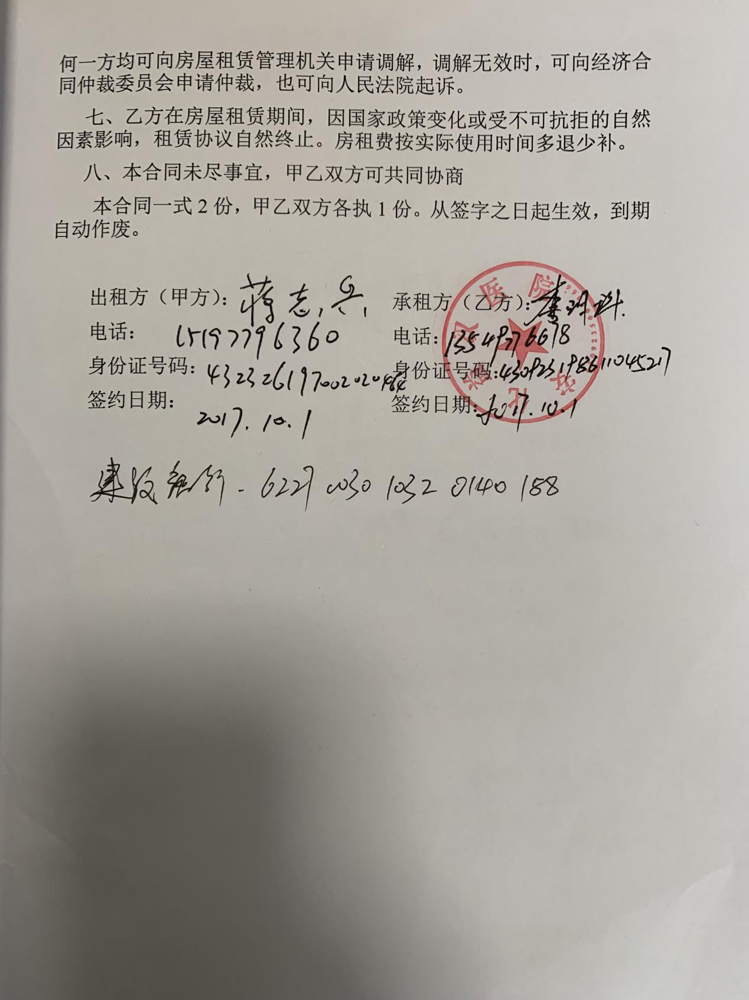 何一方均可向房屋租赁管理机关申请调解，调解无效时，可向经济合
同仲裁委员会申请仲裁，也可向人民法院起诉。
七、乙方在房屋租赁期间，因国家政策变化或受不可抗拒的自然
因素影响，租赁协议自然终止。房租费按实际使用时间多退少补。
八、本合同未尽事宜，甲乙双方可共同协商
本合同一式 2 份，甲乙双方各执 1 份。从签字之日起生效，到期
自动作废。
出租方（甲方）：蒋志兵
电话：15197796360
身份证号码：
签约日期：2017.10.1
承租方（乙方）：
电话：
身份证号码：430923198611045217
签约日期：2017.10.1
安化 医院
建设银行 - 6227 0030 1032 0140 188